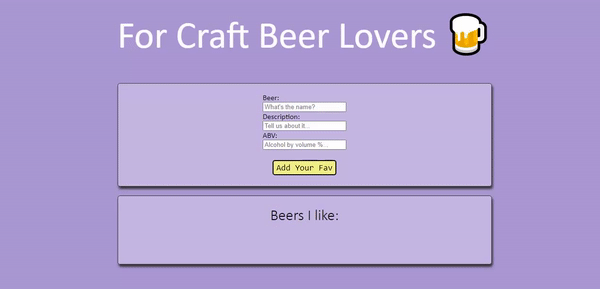 For Craft Beer Lovers
Beer:
What's the name?
Description:
Tell us about it...
ABV:
Alcohol by volume %...
Add Your Fav
Beers I like: